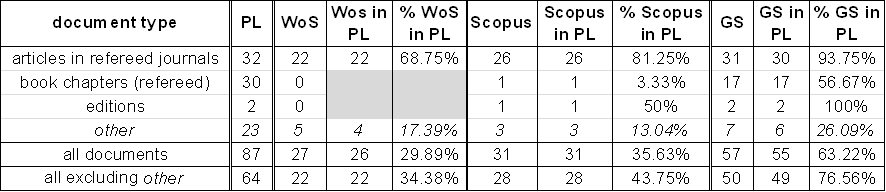 document type PL WoS Wos in PL % WoS in PL Scopus Scopus in PL % Scopus in PL GS GS in PL % GS in PL
articles in refereed journals 32 22 22 68.75% 26 26 81.25% 31 30 93.75%
book chapters (refereed) 30 0 1 1 3.33% 17 17 56.67%
editions 2 0 1 1 50% 2 2 100%
other 23 5 4 17.39% 3 3 13.04% 7 6 26.09%
all documents 87 27 26 29.89% 31 31 35.63% 57 55 63.22%
all excluding other 64 22 22 34.38% 28 28 43.75% 50 49 76.56%